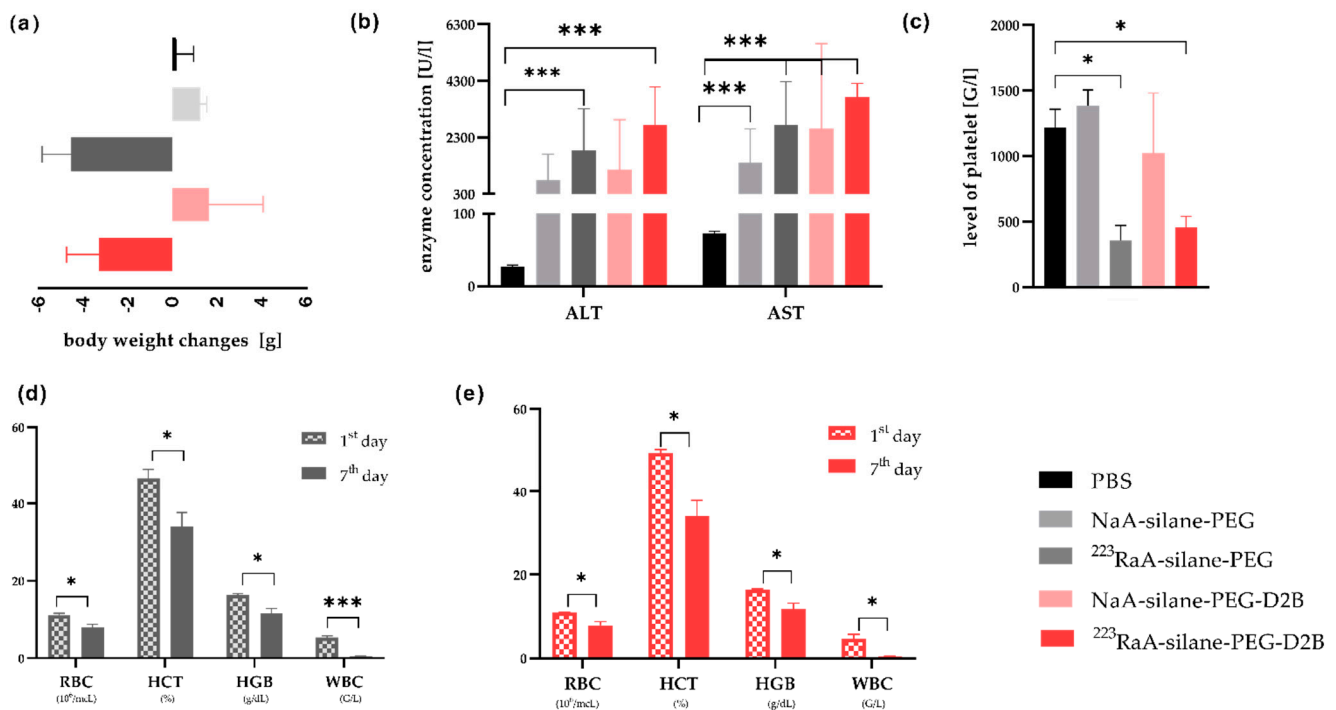 (a)
-6
-4
-2
0
2
4
6
body weight changes [g]
(b)
enzyme concentration [U/l]
6300
4300
2300
300
100
0
***
***
***
***
ALT
AST
(c)
level of platelet [G/l]
2000
1500
1000
500
0
*
*
(d)
60
40
20
0
*
*
*
***
1st day
7th day
RBC
HCT
HGB
WBC
(10⁶/mcL)
(%)
(g/dL)
(G/L)
(e)
60
40
20
0
*
*
*
*
1st day
7th day
RBC
HCT
HGB
WBC
(10⁶/mcL)
(%)
(g/dL)
(G/L)
PBS
NaA-silane-PEG
²²³RaA-silane-PEG
NaA-silane-PEG-D2B
²²³RaA-silane-PEG-D2B